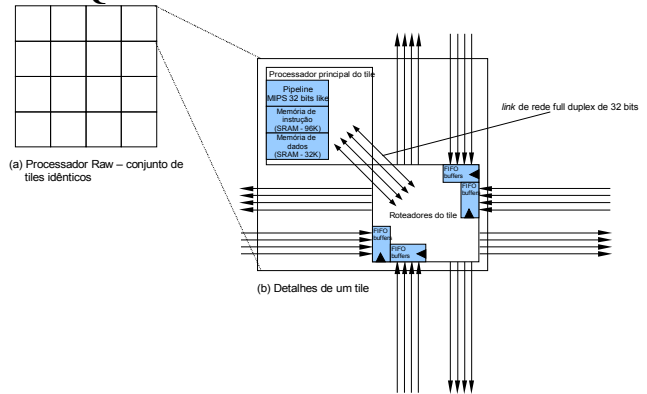 Processador principal do tile
Pipeline
MIPS 32 bits like
Memória de
instrução
(SRAM - 96K)
Memória de
dados
(SRAM - 32K)
link de rede full duplex de 32 bits
(a) Processador Raw – conjunto de
tiles idênticos
FIFO
buffers
FIFO
buffers
Roteadores do tile
FIFO
buffers
FIFO
buffers
(b) Detalhes de um tile